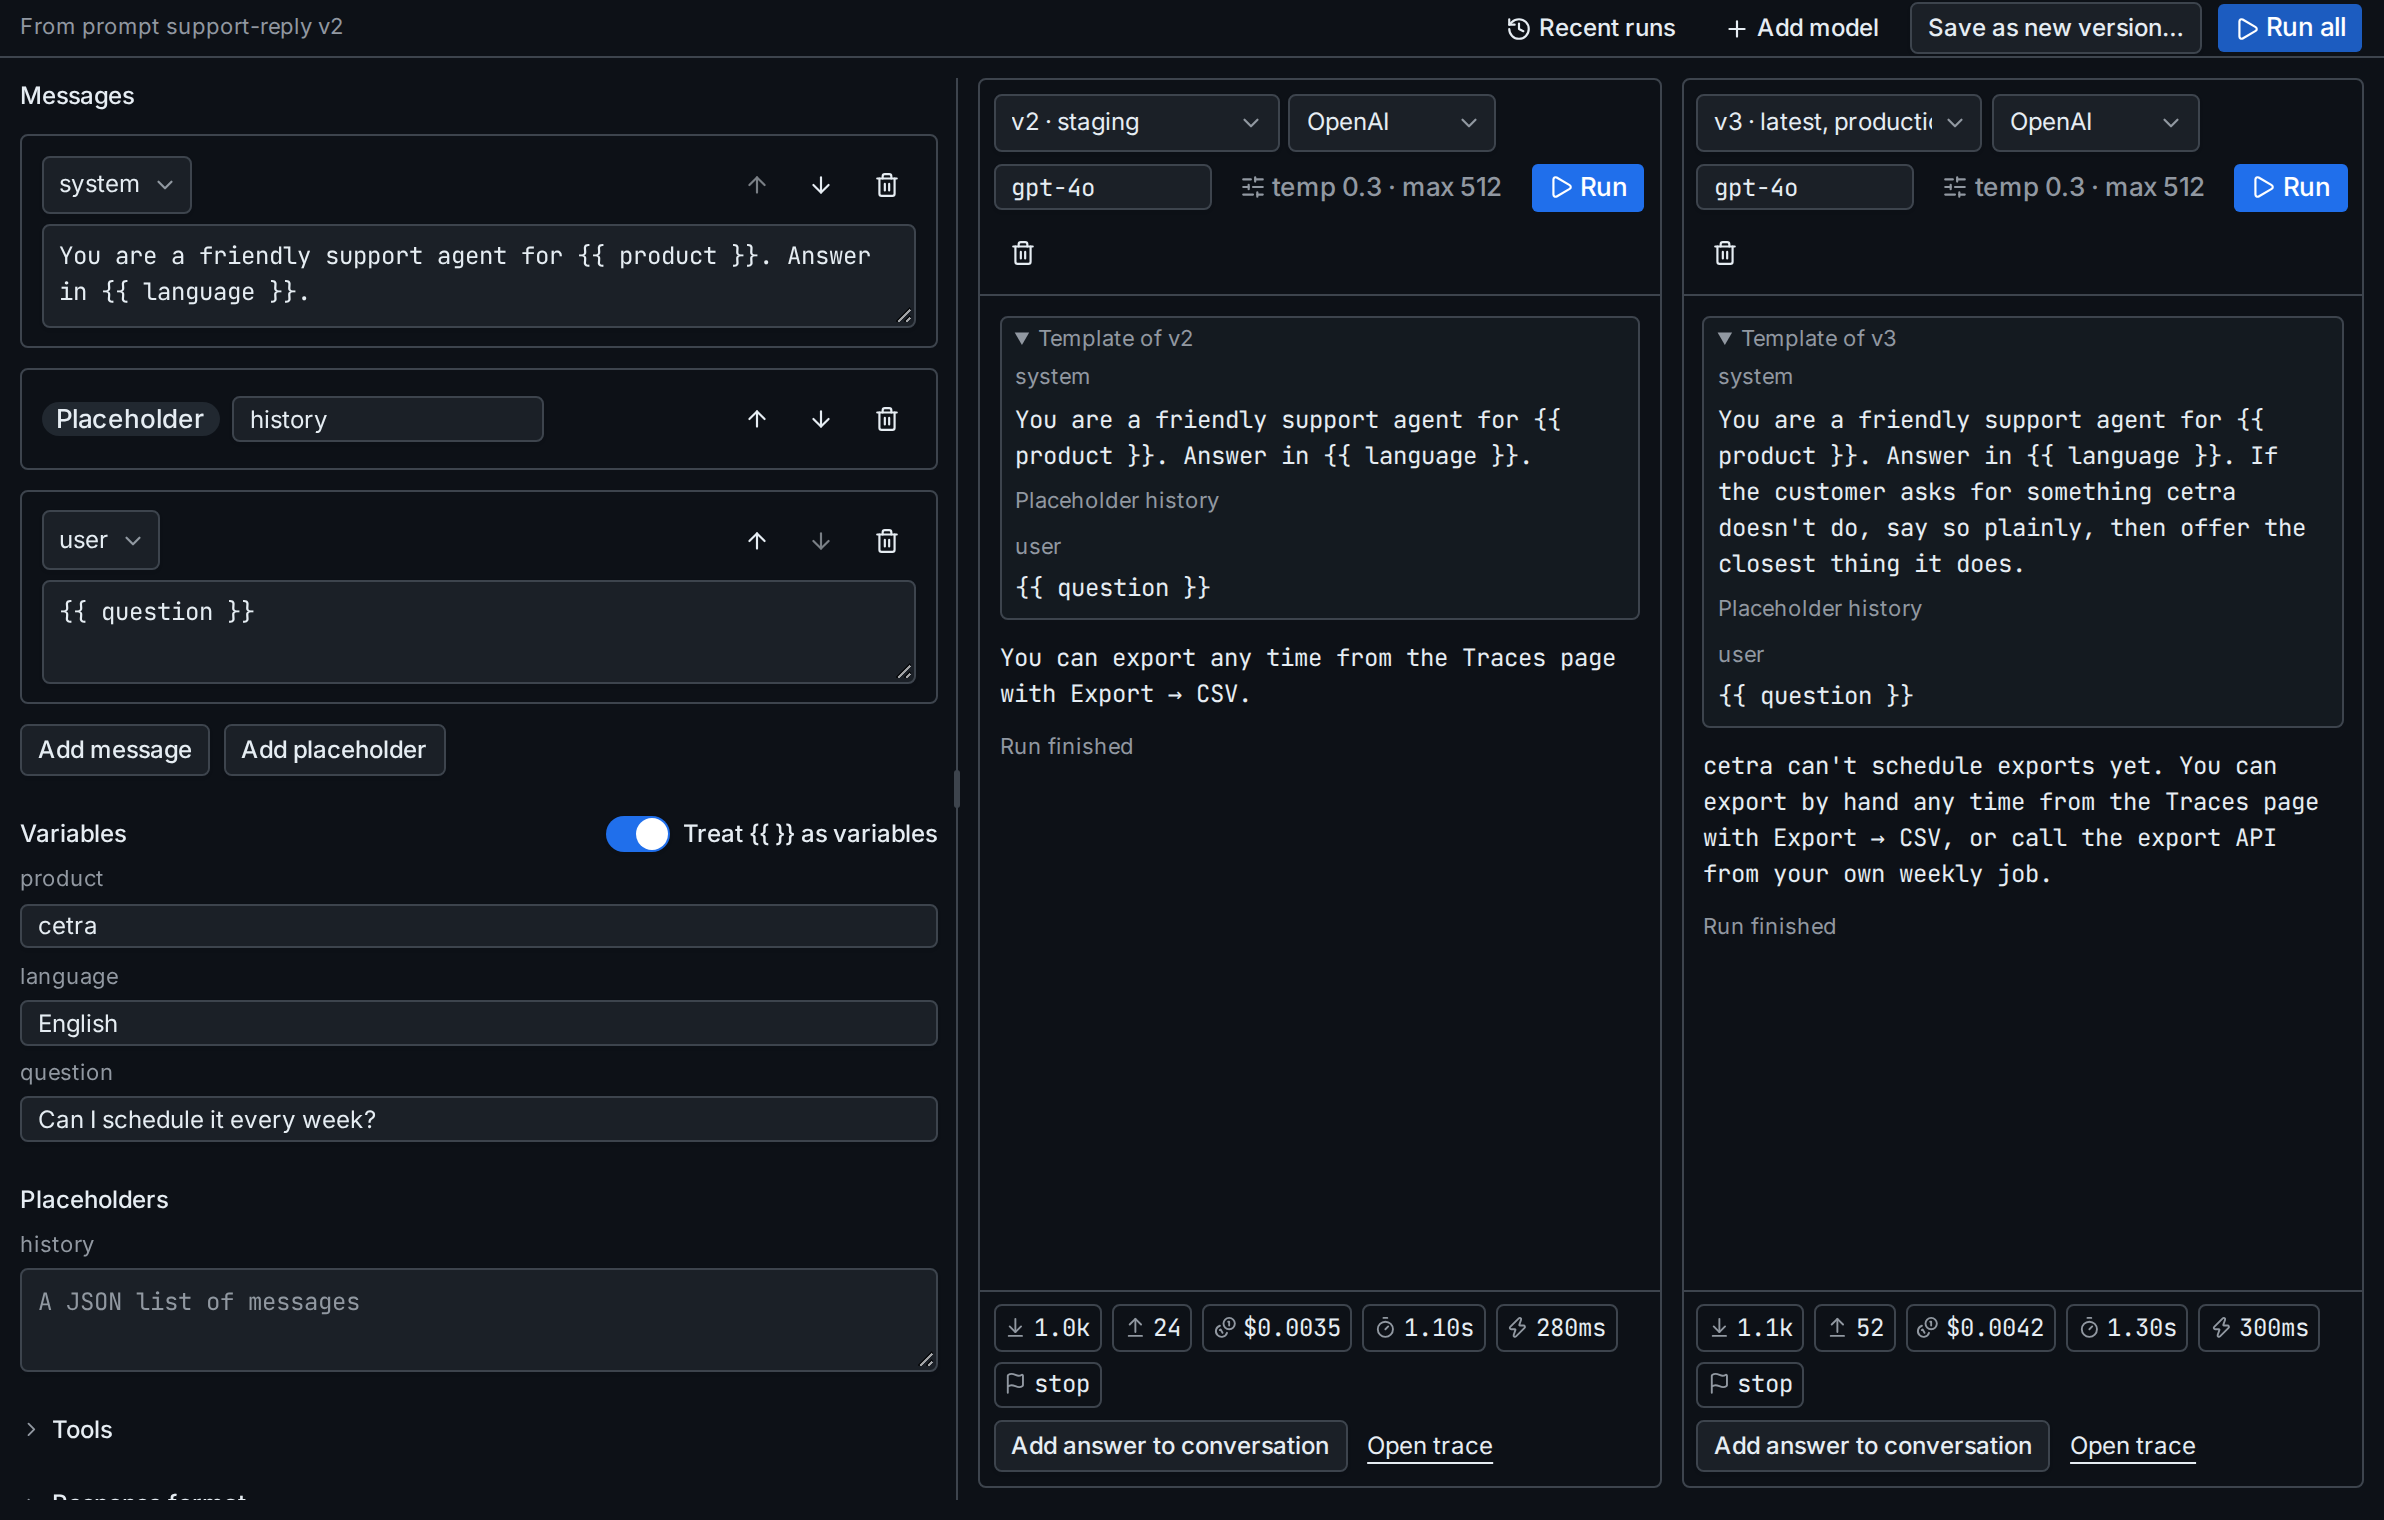 From prompt support-reply v2
Recent runs
Add model
Save as new version...
Run all
Messages
system
You are a friendly support agent for {{ product }}. Answer
in {{ language }}.
Placeholder
history
user
{{ question }}
Add message
Add placeholder
Variables
Treat {{ }} as variables
product
cetra
language
English
question
Can I schedule it every week?
Placeholders
history
A JSON list of messages
Tools
Response format
v2 · staging
OpenAI
gpt-4o
temp 0.3 · max 512
Run
Template of v2
system
You are a friendly support agent for {{
product }}. Answer in {{ language }}.
Placeholder history
user
{{ question }}
You can export any time from the Traces page
with Export → CSV.
Run finished
1.0k
24
$0.0035
1.10s
280ms
stop
Add answer to conversation
Open trace
v3 · latest, producti
OpenAI
gpt-4o
temp 0.3 · max 512
Run
Template of v3
system
You are a friendly support agent for {{
product }}. Answer in {{ language }}. If
the customer asks for something cetra
doesn't do, say so plainly, then offer the
closest thing it does.
Placeholder history
user
{{ question }}
cetra can't schedule exports yet. You can
export by hand any time from the Traces page
with Export → CSV, or call the export API
from your own weekly job.
Run finished
1.1k
52
$0.0042
1.30s
300ms
stop
Add answer to conversation
Open trace